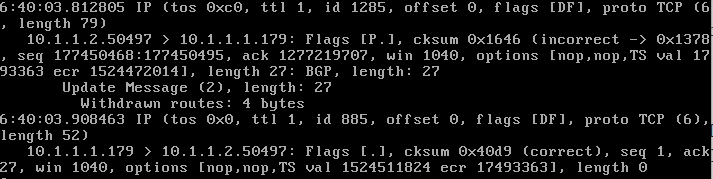 6:40:03.812805 IP (tos 0xc0, ttl 1, id 1285, offset 0, flags [DF], proto TCP (6)
, length 79)
10.1.1.2.50497 > 10.1.1.1.179: Flags [P.], cksum 0x1646 (incorrect -> 0x1378)
, seq 177450468:177450495, ack 1277219707, win 1040, options [nop,nop,TS val 17
493363 ecr 1524472014], length 27: BGP, length: 27
Update Message (2), length: 27
Withdrawn routes: 4 bytes
6:40:03.908463 IP (tos 0x0, ttl 1, id 885, offset 0, flags [DF], proto TCP (6),
length 52)
10.1.1.1.179 > 10.1.1.2.50497: Flags [.], cksum 0x40d9 (correct), seq 1, ack
27, win 1040, options [nop,nop,TS val 1524511824 ecr 17493363], length 0